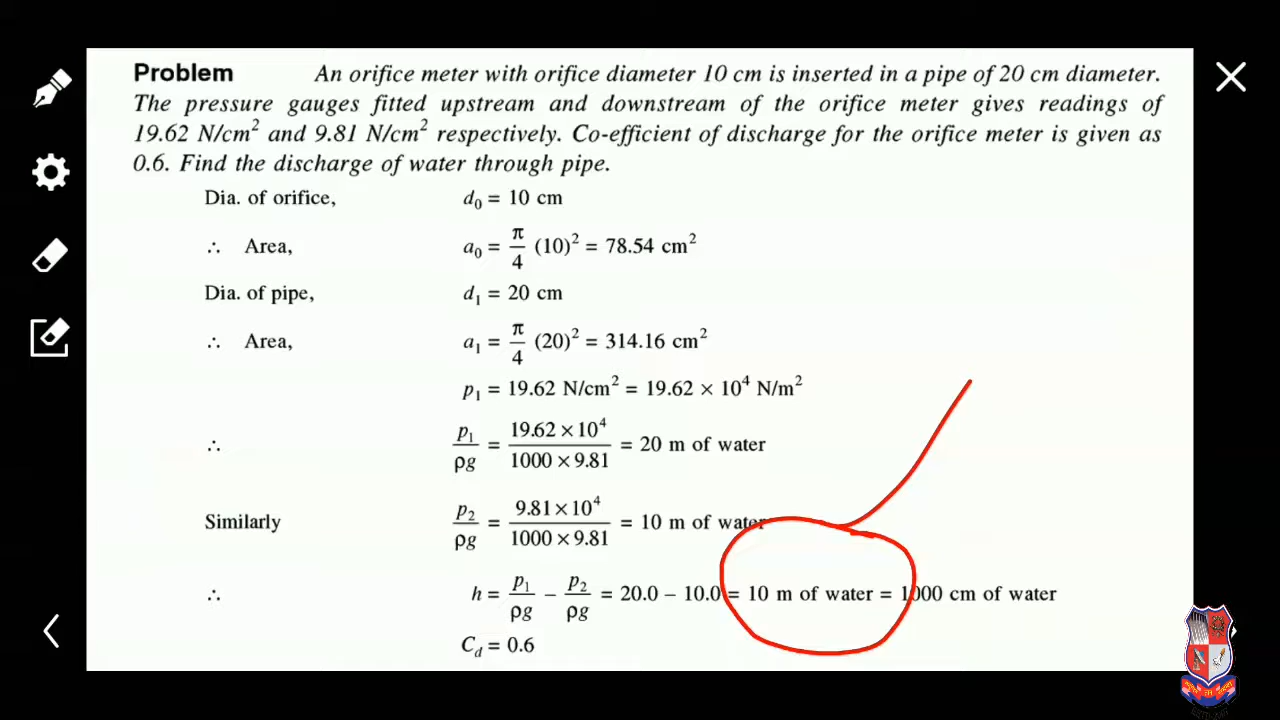 Problem An orifice meter with orifice diameter 10 cm is inserted in a pipe of 20 cm diameter.
The pressure gauges fitted upstream and downstream of the orifice meter gives readings of
19.62 N/cm² and 9.81 N/cm² respectively. Co-efficient of discharge for the orifice meter is given as
0.6. Find the discharge of water through pipe.
Dia. of orifice, d₀ = 10 cm
∴ Area, a₀ = π/4 (10)² = 78.54 cm²
Dia. of pipe, d₁ = 20 cm
∴ Area, a₁ = π/4 (20)² = 314.16 cm²
p₁ = 19.62 N/cm² = 19.62 × 10⁴ N/m²
∴ p₁/ρg = 19.62 × 10⁴/1000 × 9.81 = 20 m of water
Similarly p₂/ρg = 9.81 × 10⁴/1000 × 9.81 = 10 m of water
∴ h = p₁/ρg − p₂/ρg = 20.0 − 10.0 = 10 m of water = 1000 cm of water
C_d = 0.6